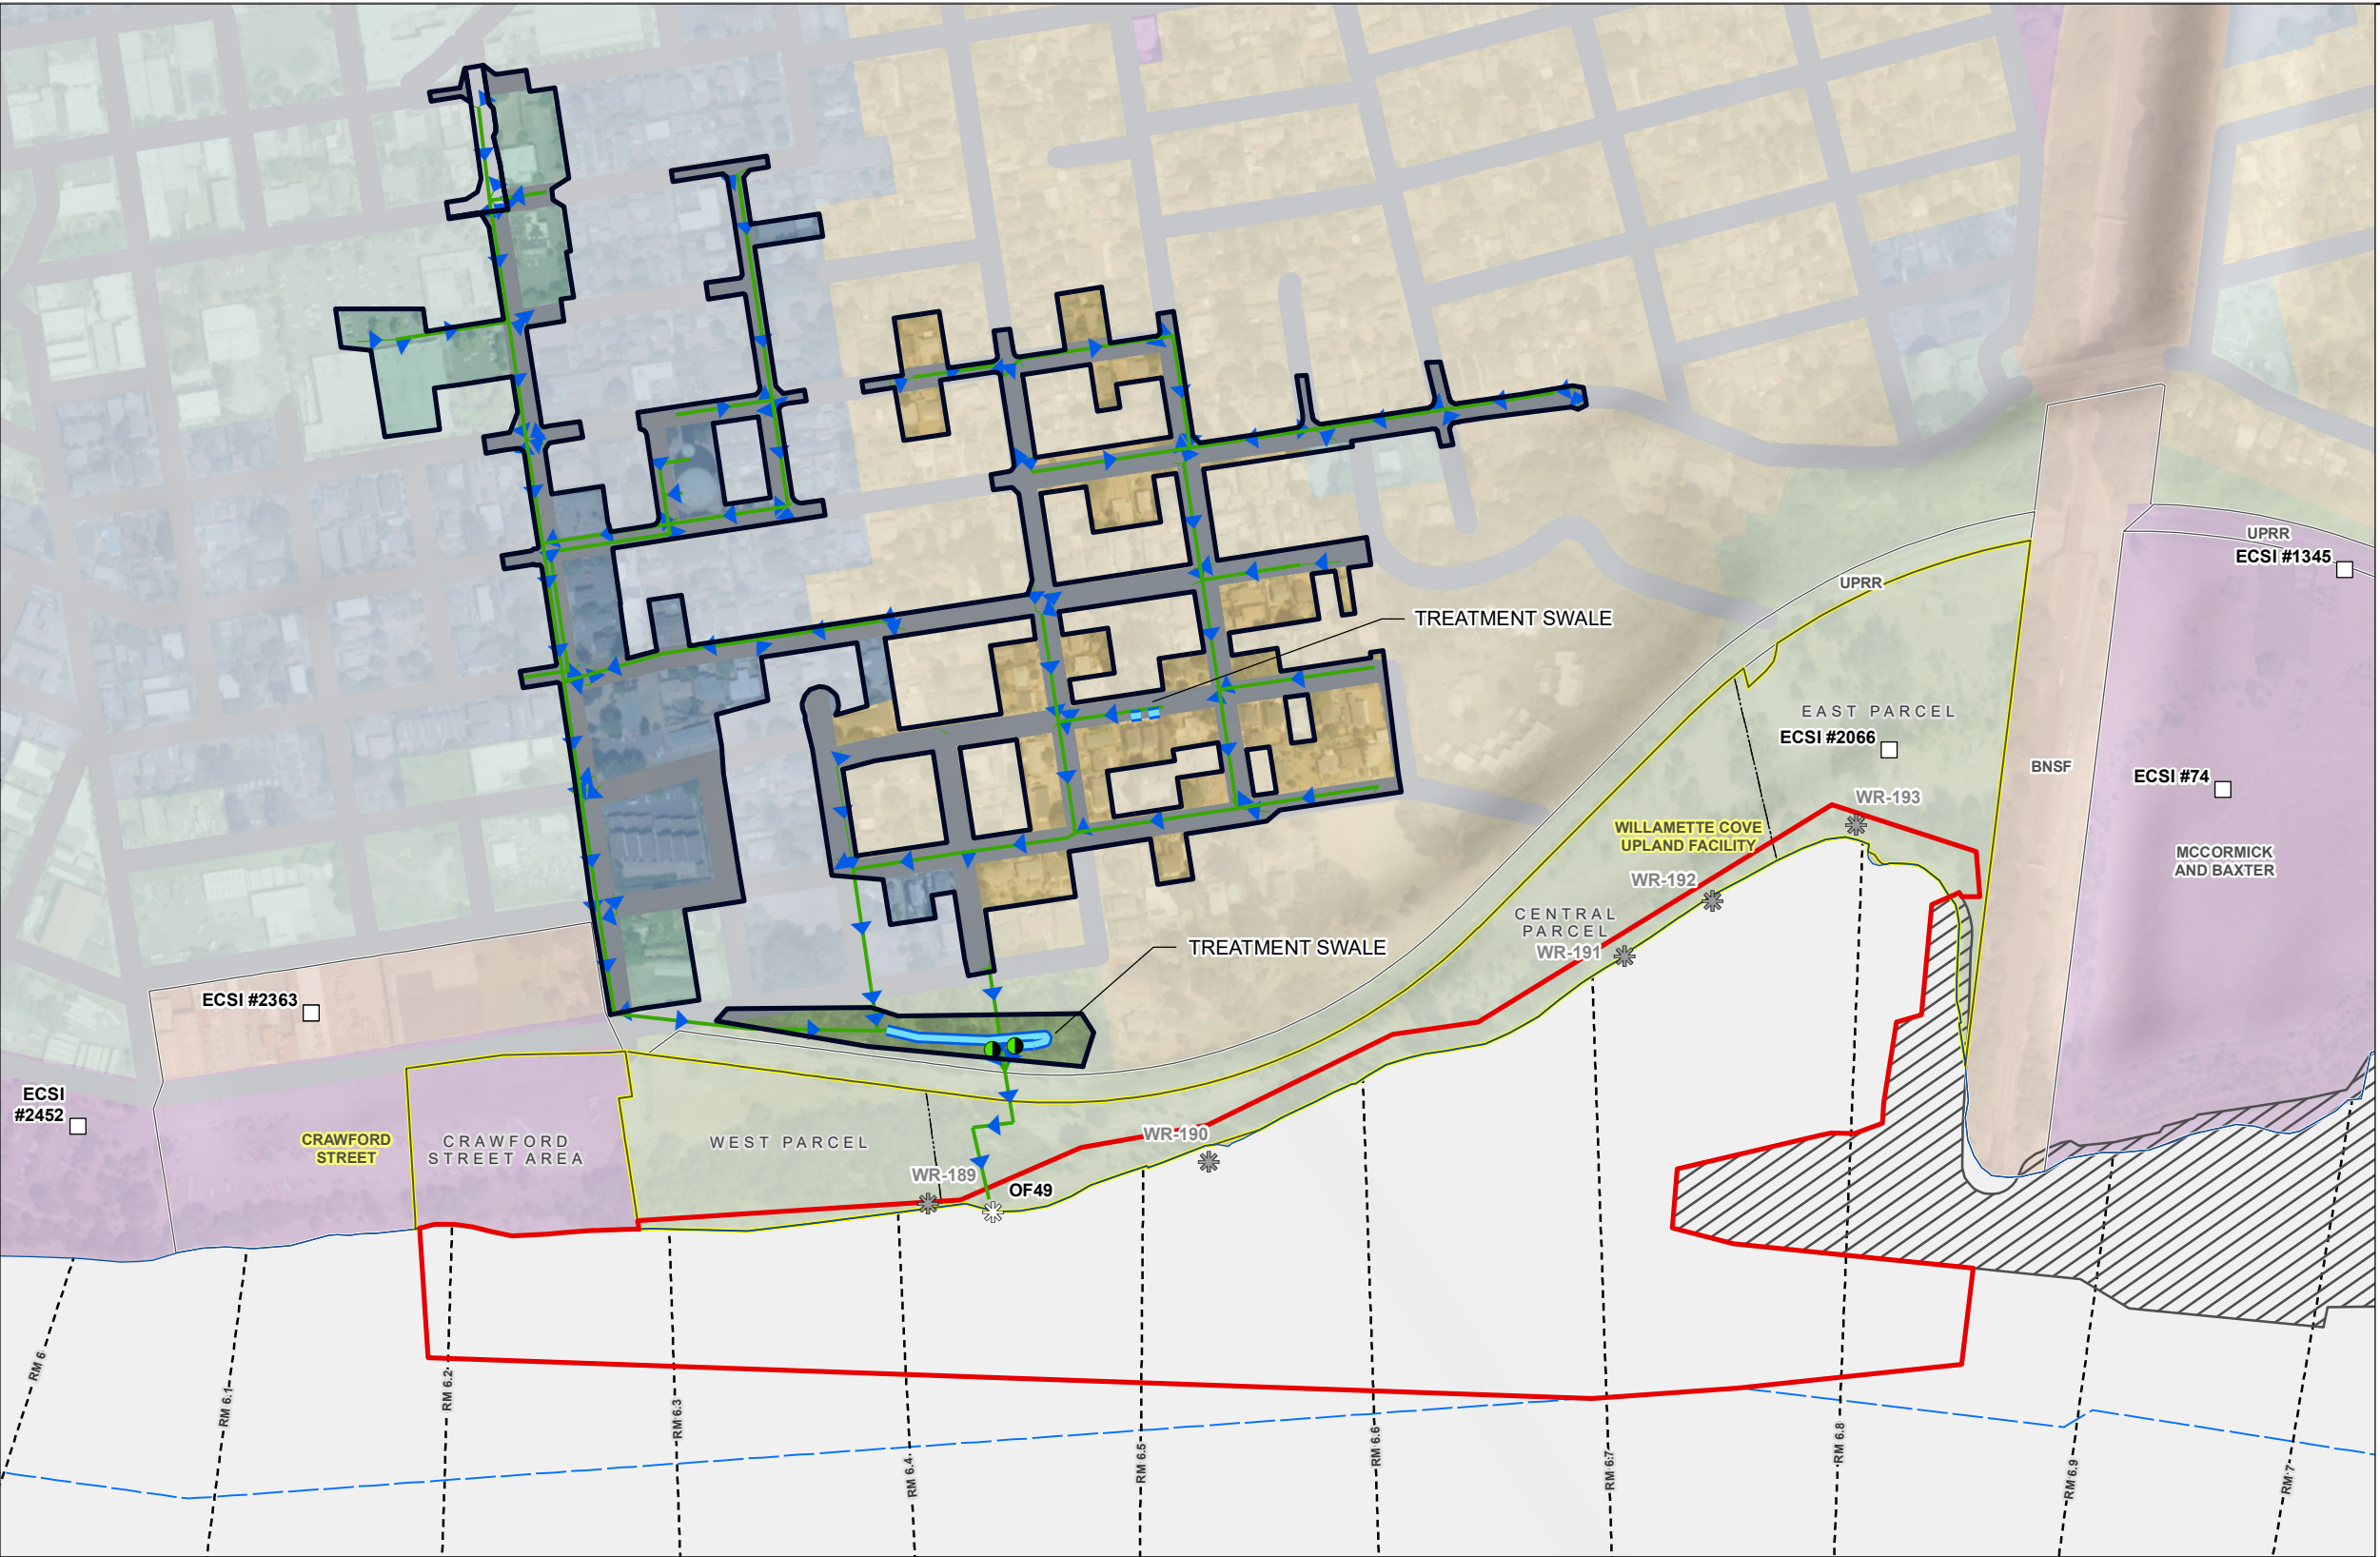 UPRR
ECSI #1345
UPRR
TREATMENT SWALE
EAST PARCEL
ECSI #2066
BNSF
ECSI #74
WR-193
WILLAMETTE COVE
UPLAND FACILITY
MCCORMICK
AND BAXTER
WR-192
CENTRAL
PARCEL
WR-191
TREATMENT SWALE
ECSI #2363
ECSI
#2452
CRAWFORD
STREET
CRAWFORD
STREET AREA
WEST PARCEL
WR-190
WR-189
OF49
RM 6
RM 6.1
RM 6.2
RM 6.3
RM 6.4
RM 6.5
RM 6.6
RM 6.7
RM 6.8
RM 6.9
RM 7